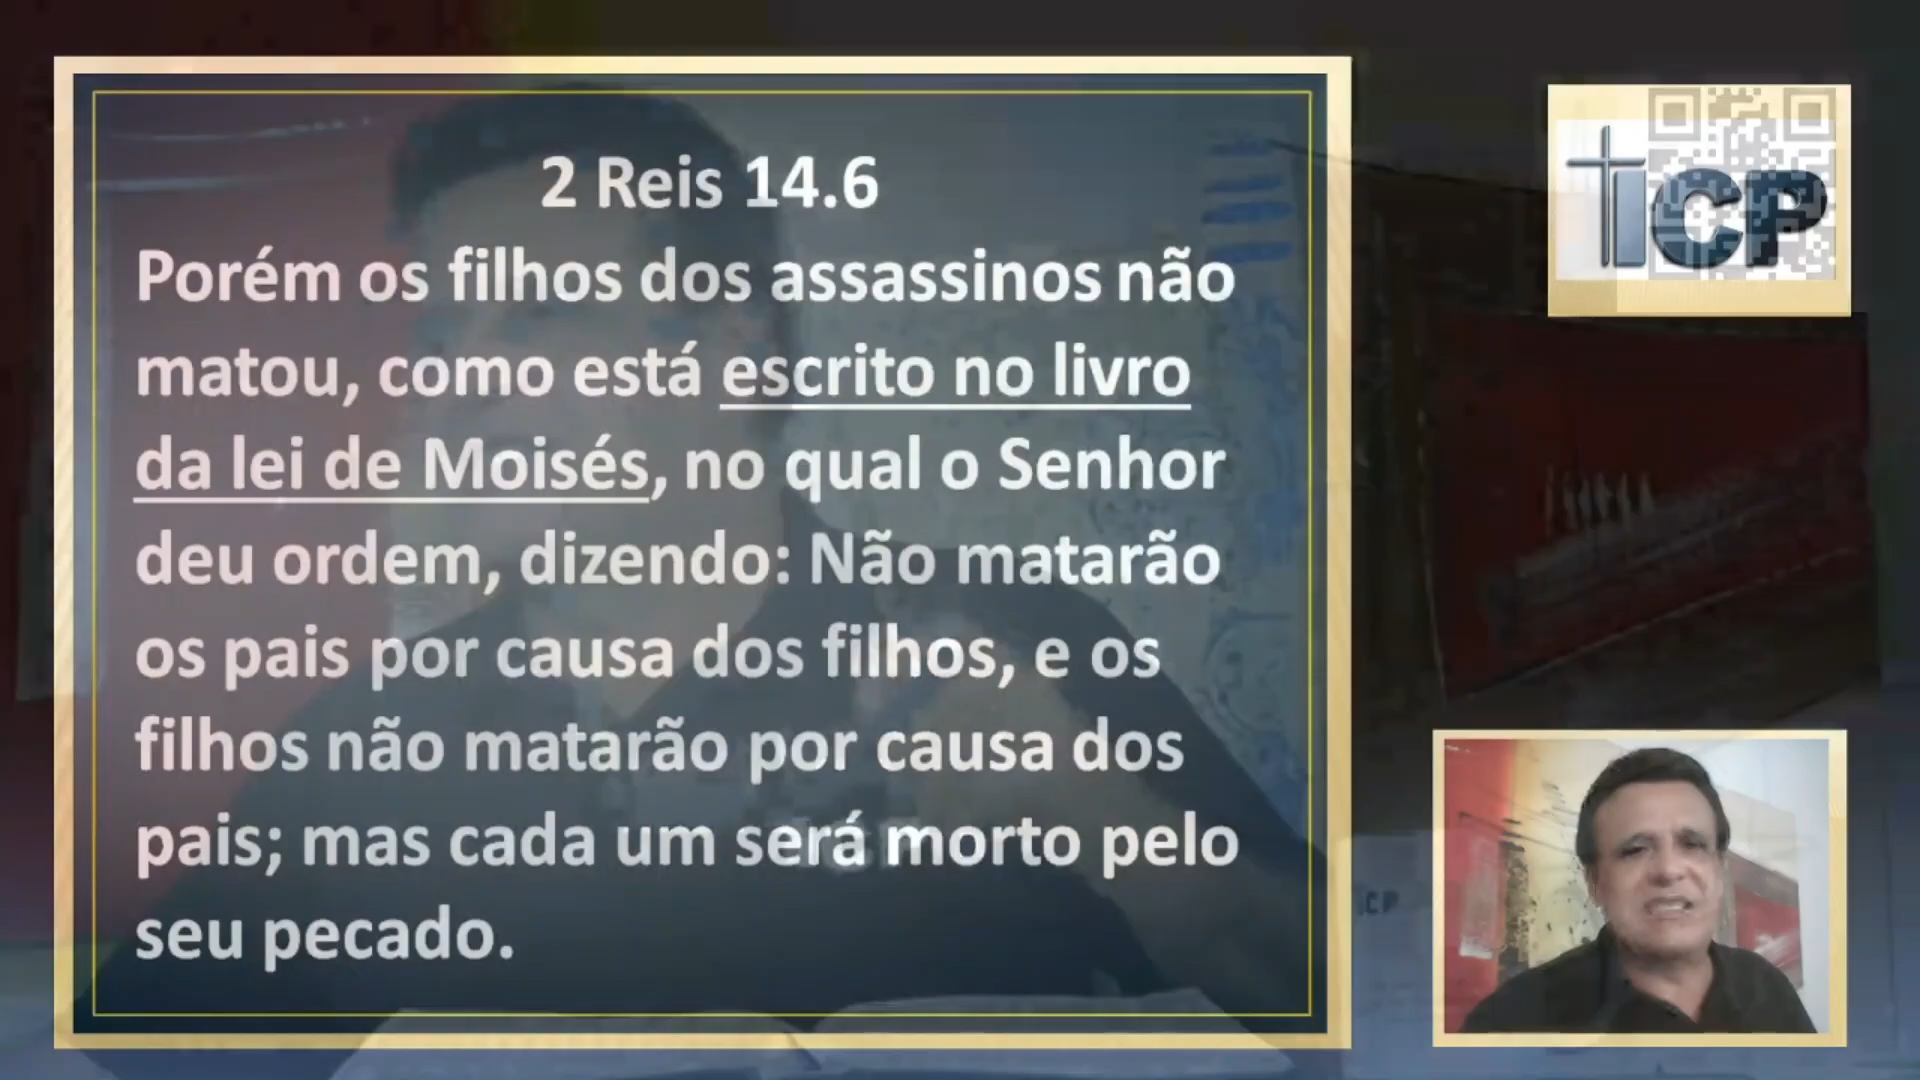 2 Reis 14.6
Porém os filhos dos assassinos não
matou, como está escrito no livro
da lei de Moisés, no qual o Senhor
deu ordem, dizendo: Não matarão
os pais por causa dos filhos, e os
filhos não matarão por causa dos
pais; mas cada um será morto pelo
seu pecado.
ICP
ICP